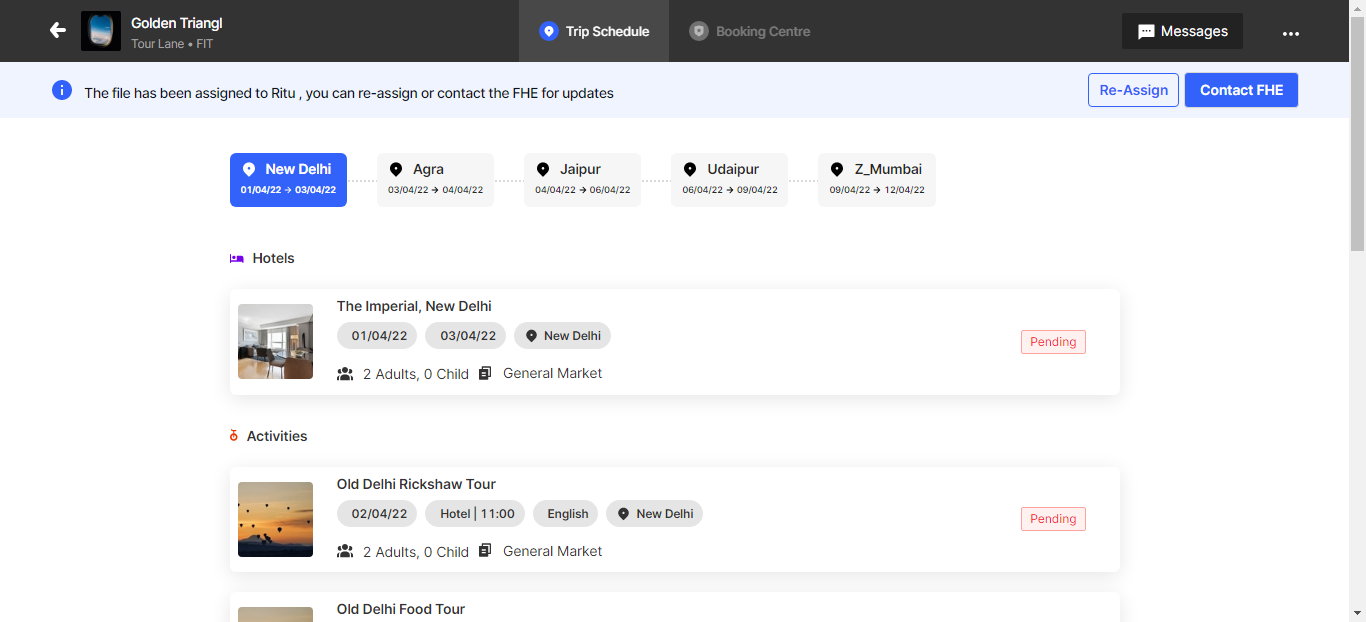 Golden Triangl
Tour Lane • FIT
Trip Schedule
Booking Centre
Messages
The file has been assigned to Ritu , you can re-assign or contact the FHE for updates
Re-Assign
Contact FHE
New Delhi
01/04/22 → 03/04/22
Agra
03/04/22 → 04/04/22
Jaipur
04/04/22 → 06/04/22
Udaipur
06/04/22 → 09/04/22
Z_Mumbai
09/04/22 → 12/04/22
Hotels
The Imperial, New Delhi
01/04/22 03/04/22 New Delhi
Pending
2 Adults, 0 Child General Market
Activities
Old Delhi Rickshaw Tour
02/04/22 Hotel | 11:00 English New Delhi
Pending
2 Adults, 0 Child General Market
Old Delhi Food Tour